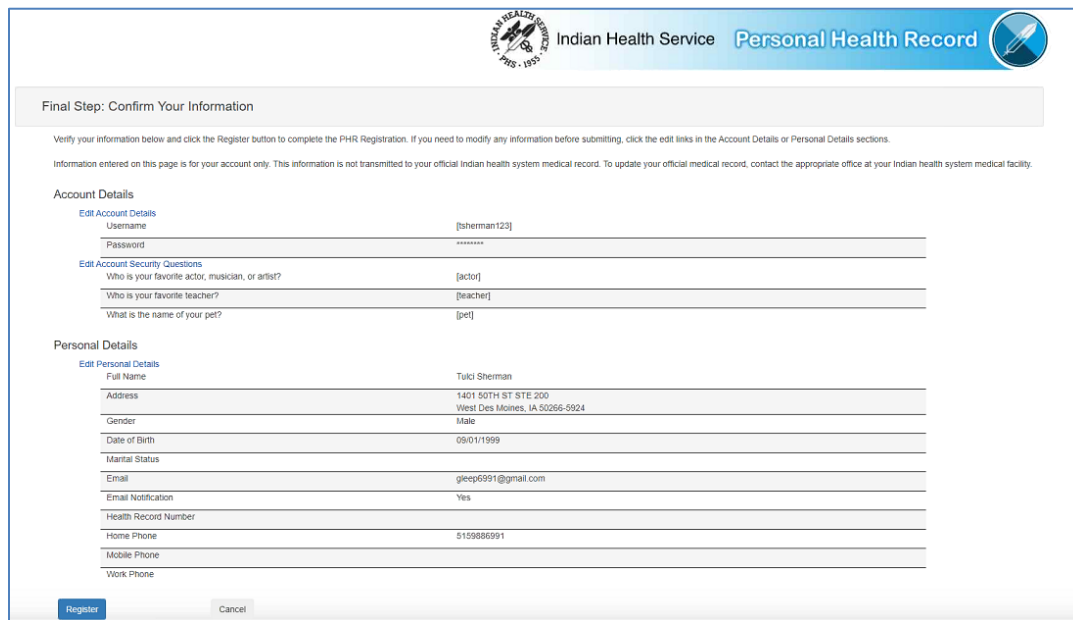 INDIAN HEALTH SERVICE
PHS - 1955
Indian Health Service Personal Health Record
Final Step: Confirm Your Information
Verify your information below and click the Register button to complete the PHR Registration. If you need to modify any information before submitting, click the edit links in the Account Details or Personal Details sections.
Information entered on this page is for your account only. This information is not transmitted to your official Indian health system medical record. To update your official medical record, contact the appropriate office at your Indian health system medical facility.
Account Details
Edit Account Details
Username [tsherman123]
Password ********
Edit Account Security Questions
Who is your favorite actor, musician, or artist? [actor]
Who is your favorite teacher? [teacher]
What is the name of your pet? [pet]
Personal Details
Edit Personal Details
Full Name Tulci Sherman
Address 1401 50TH ST STE 200
West Des Moines, IA 50266-5924
Gender Male
Date of Birth 09/01/1999
Marital Status
Email gleep6991@gmail.com
Email Notification Yes
Health Record Number
Home Phone 5159886991
Mobile Phone
Work Phone
Register Cancel